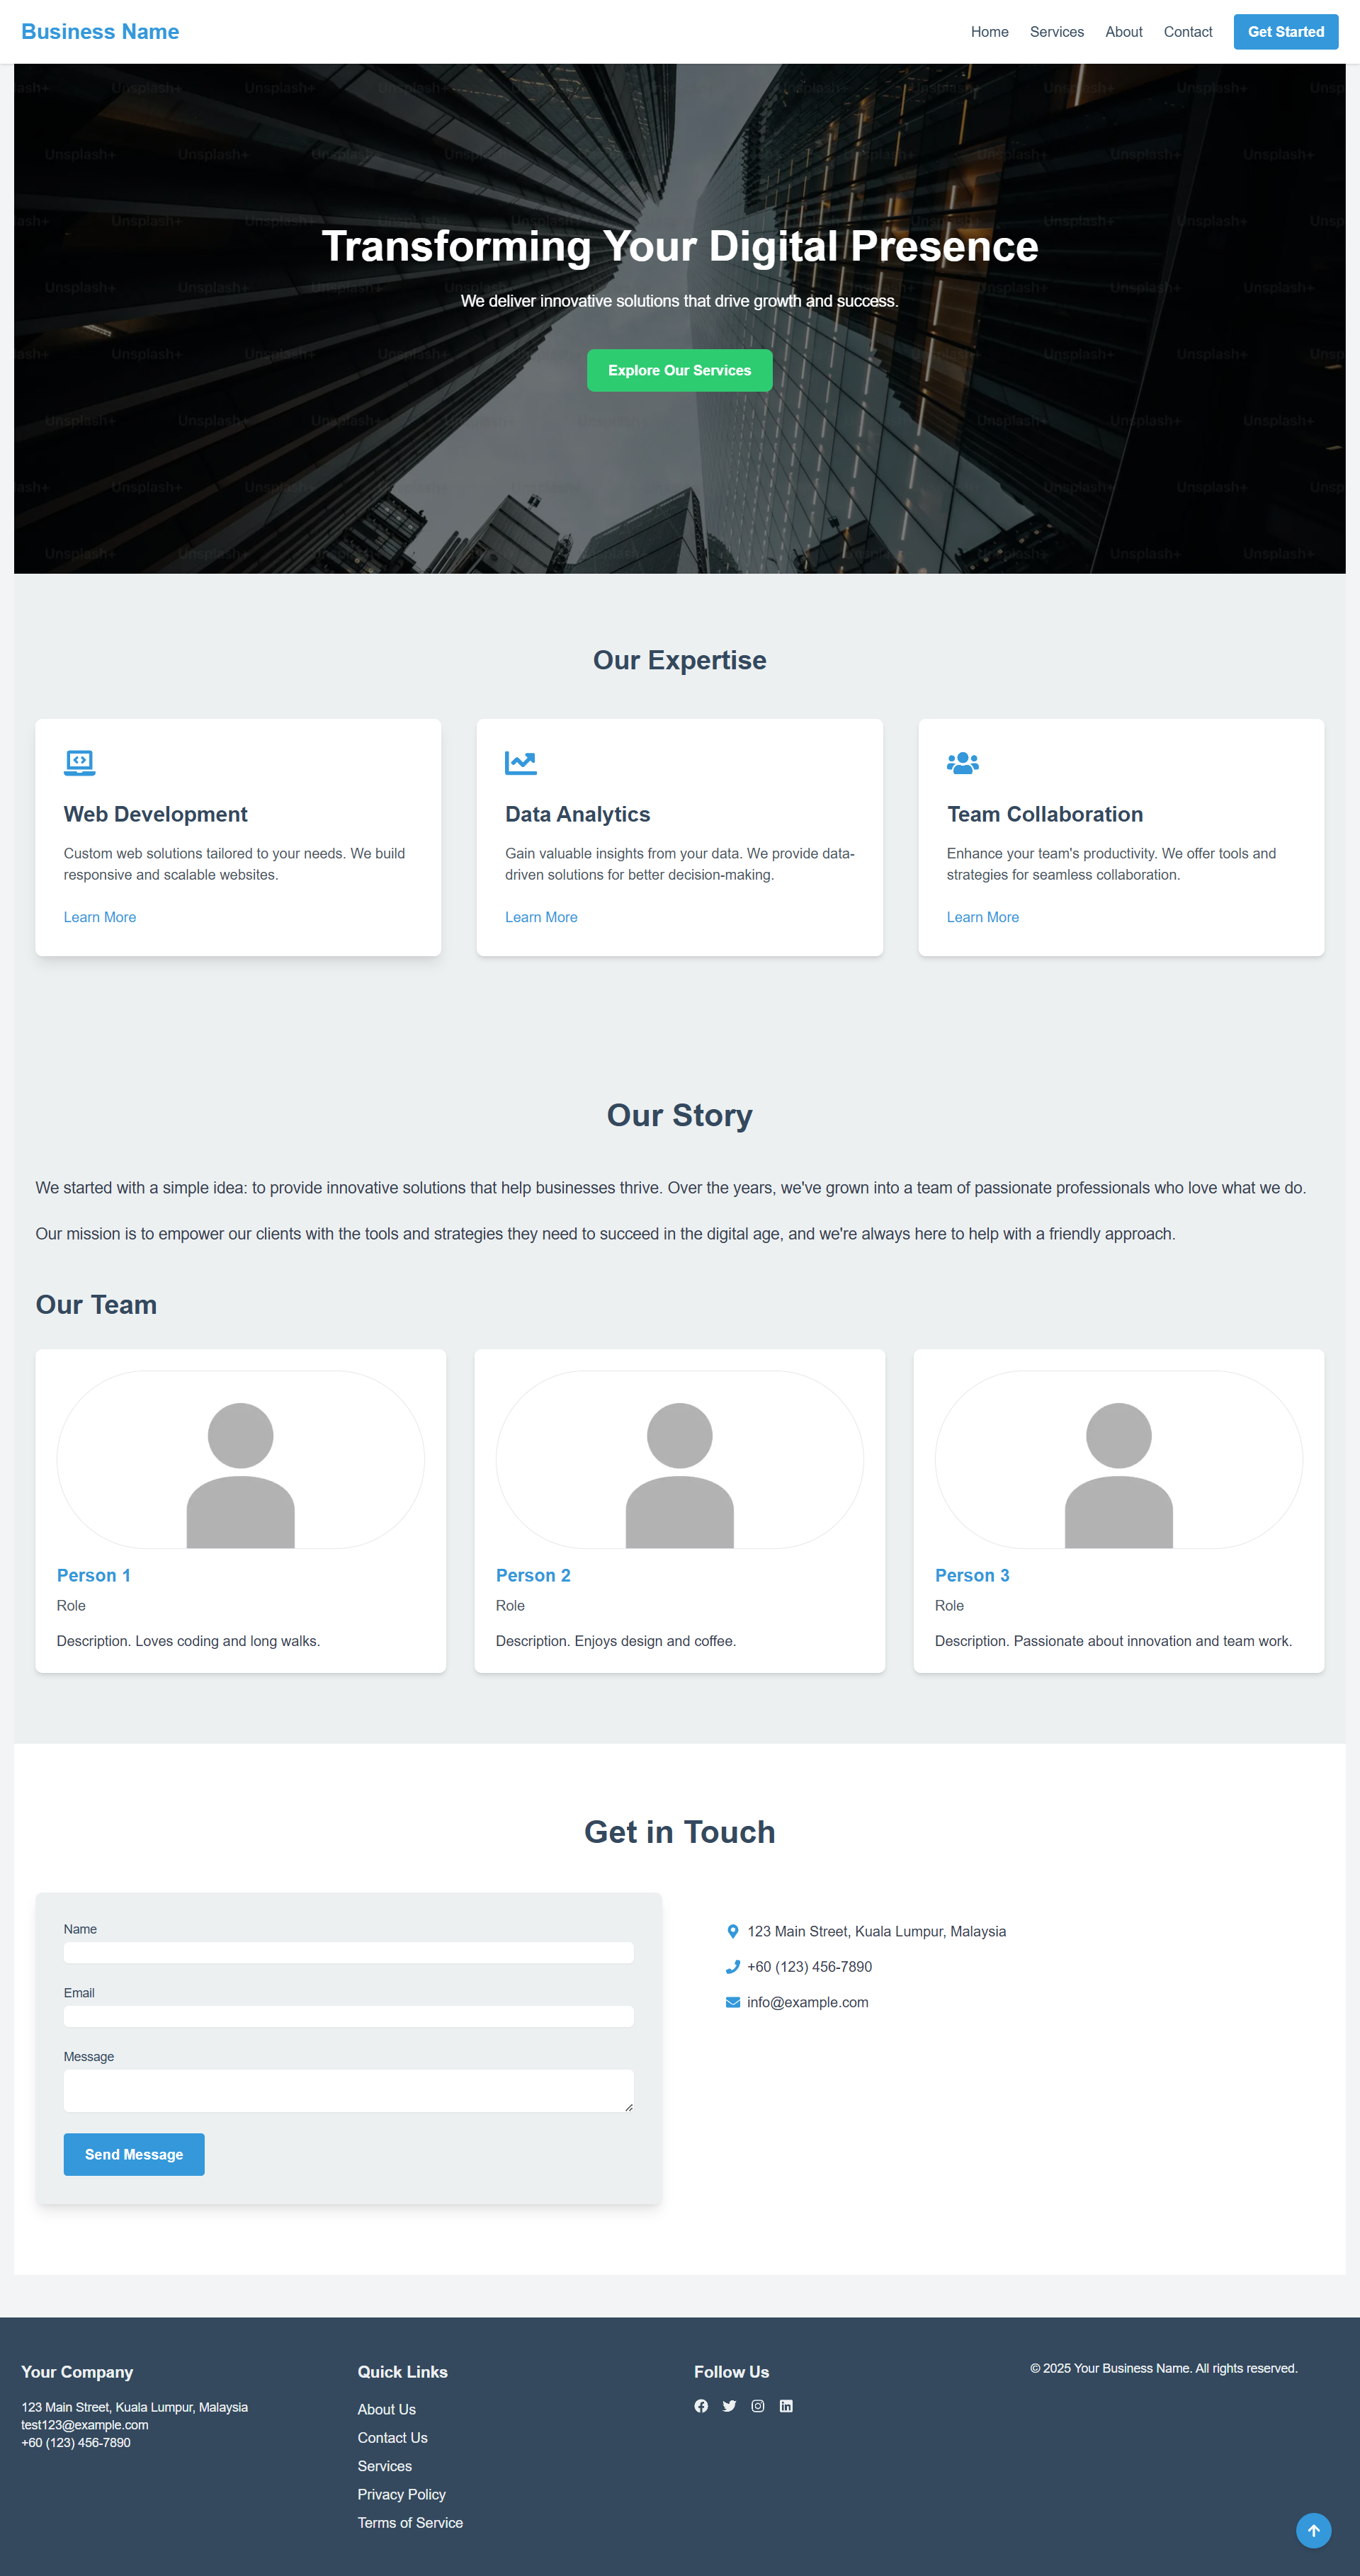 Business Name
Home
Services
About
Contact
Get Started
Transforming Your Digital Presence
We deliver innovative solutions that drive growth and success.
Explore Our Services
Unsplash+
Our Expertise
Web Development
Custom web solutions tailored to your needs. We build
responsive and scalable websites.
Learn More
Data Analytics
Gain valuable insights from your data. We provide data-
driven solutions for better decision-making.
Learn More
Team Collaboration
Enhance your team's productivity. We offer tools and
strategies for seamless collaboration.
Learn More
Our Story
We started with a simple idea: to provide innovative solutions that help businesses thrive. Over the years, we've grown into a team of passionate professionals who love what we do.
Our mission is to empower our clients with the tools and strategies they need to succeed in the digital age, and we're always here to help with a friendly approach.
Our Team
Person 1
Role
Description. Loves coding and long walks.
Person 2
Role
Description. Enjoys design and coffee.
Person 3
Role
Description. Passionate about innovation and team work.
Get in Touch
Name
Email
Message
Send Message
123 Main Street, Kuala Lumpur, Malaysia
+60 (123) 456-7890
info@example.com
Your Company
123 Main Street, Kuala Lumpur, Malaysia
test123@example.com
+60 (123) 456-7890
Quick Links
About Us
Contact Us
Services
Privacy Policy
Terms of Service
Follow Us
© 2025 Your Business Name. All rights reserved.